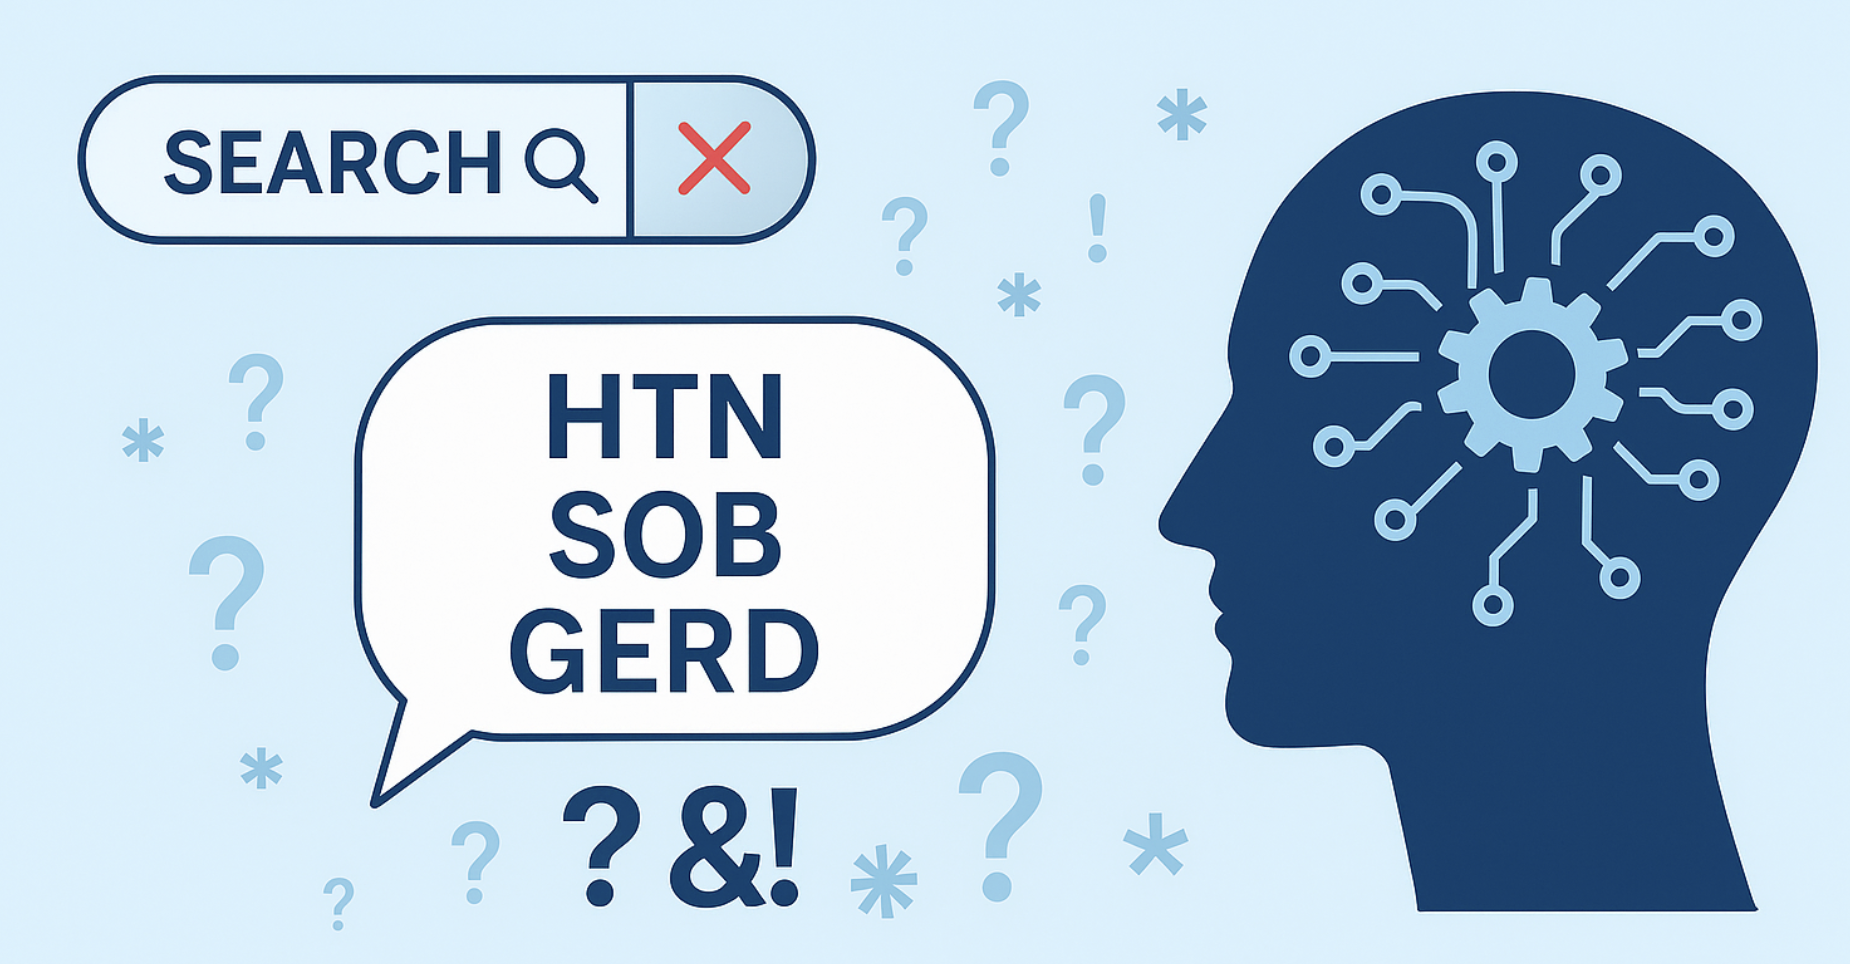 SEARCH
HTN
SOB
GERD
? &!